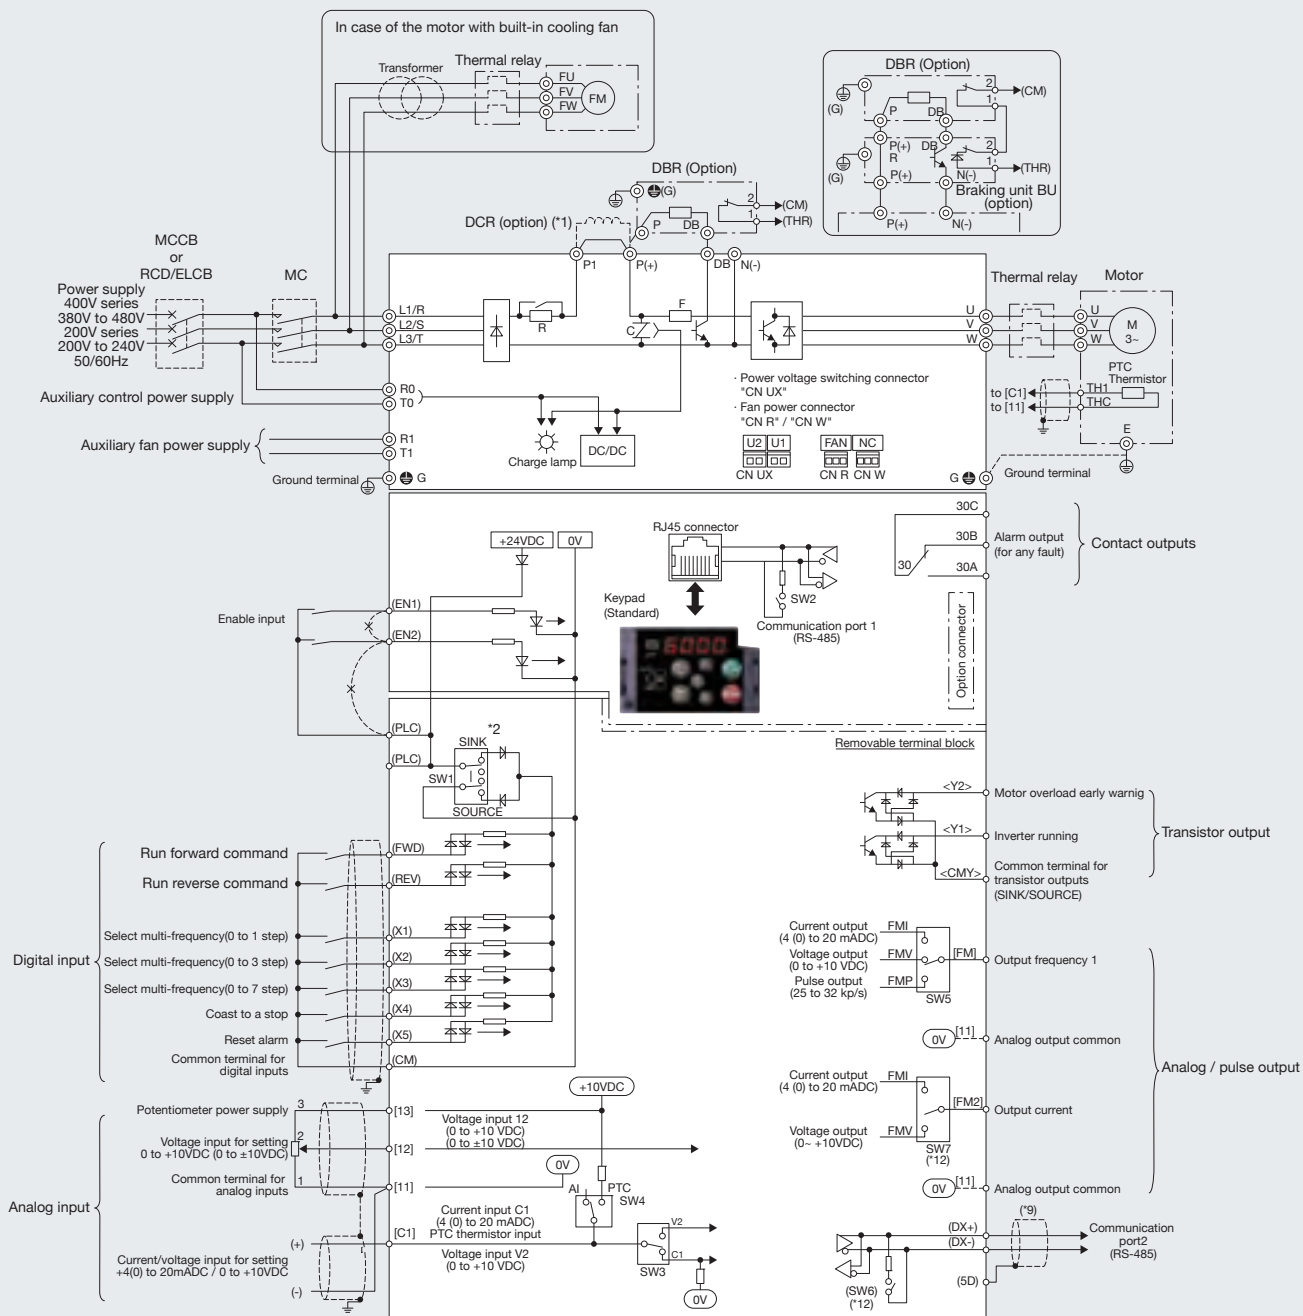 In case of the motor with built-in cooling fan
Transformer
Thermal relay
FU
FV
FW
FM
DBR (Option)
(G)
P
DB
2
1
(CM)
(G)
P(+)
R
DB
2
1
(THR)
P(+)
N(-)
Braking unit BU
(option)
P(+)
N(-)
DBR (Option)
(G)
P
DB
2
1
(CM)
(THR)
DCR (option) (*1)
P1
P(+)
DB
N(-)
MCCB
or
RCD/ELCB
MC
Power supply
400V series
380V to 480V
200V series
200V to 240V
50/60Hz
L1/R
L2/S
L3/T
R
C
F
U
V
W
Thermal relay
Motor
U
V
W
M
3~
PTC
Thermistor
to [C1]
to [11]
TH1
THC
E
Auxiliary control power supply
R0
T0
Auxiliary fan power supply
R1
T1
Ground terminal
G
Charge lamp
DC/DC
· Power voltage switching connector
"CN UX"
· Fan power connector
"CN R" / "CN W"
U2 U1
CN UX
FAN NC
CN R CN W
G
Ground terminal
+24VDC
0V
RJ45 connector
SW2
Communication port 1
(RS-485)
Keypad
(Standard)
6000
30C
30B
30A
30
Alarm output
(for any fault)
Contact outputs
Option connector
Enable input
(EN1)
(EN2)
(PLC)
(PLC)
*2
SINK
SW1
SOURCE
Removable terminal block
<Y2>
Motor overload early warnig
<Y1>
Inverter running
<CMY>
Common terminal for
transistor outputs
(SINK/SOURCE)
Transistor output
Digital input
Run forward command
(FWD)
Run reverse command
(REV)
Select multi-frequency(0 to 1 step)
(X1)
Select multi-frequency(0 to 3 step)
(X2)
Select multi-frequency(0 to 7 step)
(X3)
Coast to a stop
(X4)
Reset alarm
(X5)
Common terminal for
digital inputs
(CM)
Current output
(4 (0) to 20 mADC)
FMI
Voltage output
(0 to +10 VDC)
FMV
Pulse output
(25 to 32 kp/s)
FMP
SW5
[FM]
Output frequency 1
0V
[11]
Analog output common
Current output
(4 (0) to 20 mADC)
FMI
Voltage output
(0~ +10VDC)
FMV
SW7
(*12)
[FM2]
Output current
0V
[11]
Analog output common
Analog / pulse output
Analog input
Potentiometer power supply
3
[13]
Voltage input for setting
0 to +10VDC (0 to ±10VDC)
2
[12]
Common terminal for
analog inputs
1
[11]
+10VDC
Voltage input 12
(0 to +10 VDC)
(0 to ±10 VDC)
0V
AI
PTC
SW4
Current input C1
(4 (0) to 20 mADC)
PTC thermistor input
Voltage input V2
(0 to +10 VDC)
[C1]
(+)
Current/voltage input for setting
+4(0) to 20mADC / 0 to +10VDC
(-)
V2
C1
SW3
0V
(*9)
(DX+)
(DX-)
(5D)
(SW6)
(*12)
Communication
port2
(RS-485)